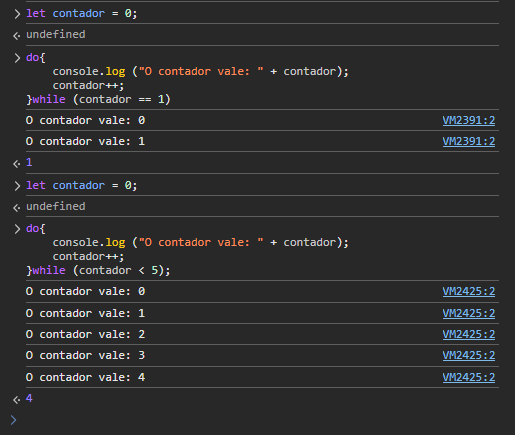 let contador = 0;
undefined
do{
    console.log ("O contador vale: " + contador);
    contador++;
}while (contador == 1)
O contador vale: 0 VM2391:2
O contador vale: 1 VM2391:2
1
let contador = 0;
undefined
do{
    console.log ("O contador vale: " + contador);
    contador++;
}while (contador < 5);
O contador vale: 0 VM2425:2
O contador vale: 1 VM2425:2
O contador vale: 2 VM2425:2
O contador vale: 3 VM2425:2
O contador vale: 4 VM2425:2
4